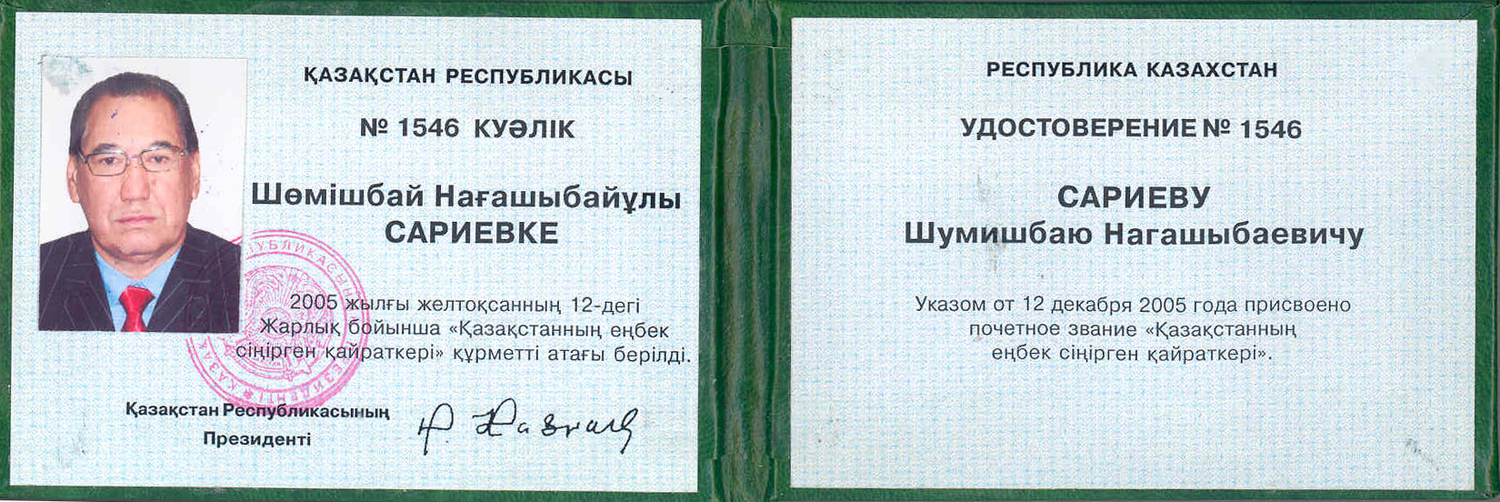 ҚАЗАҚСТАН РЕСПУБЛИКАСЫ
№ 1546 КУӘЛІК
Шөмішбай Нағашыбайұлы
САРИЕВКЕ
2005 жылғы желтоқсанның 12-дегі
Жарлық бойынша «Қазақстанның еңбек
сіңірген қайраткері» құрметті атағы берілді.
Қазақстан Республикасының
Президенті
РЕСПУБЛИКА КАЗАХСТАН
УДОСТОВЕРЕНИЕ № 1546
САРИЕВУ
Шумишбаю Нагашыбаевичу
Указом от 12 декабря 2005 года присвоено
почетное звание «Қазақстанның
еңбек сіңірген қайраткері».